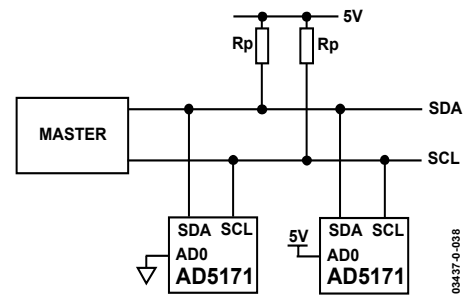 5V
Rp Rp
SDA
MASTER
SCL
SDA SCL
AD0
AD5171
5V
SDA SCL
AD0
AD5171
03437-0-038